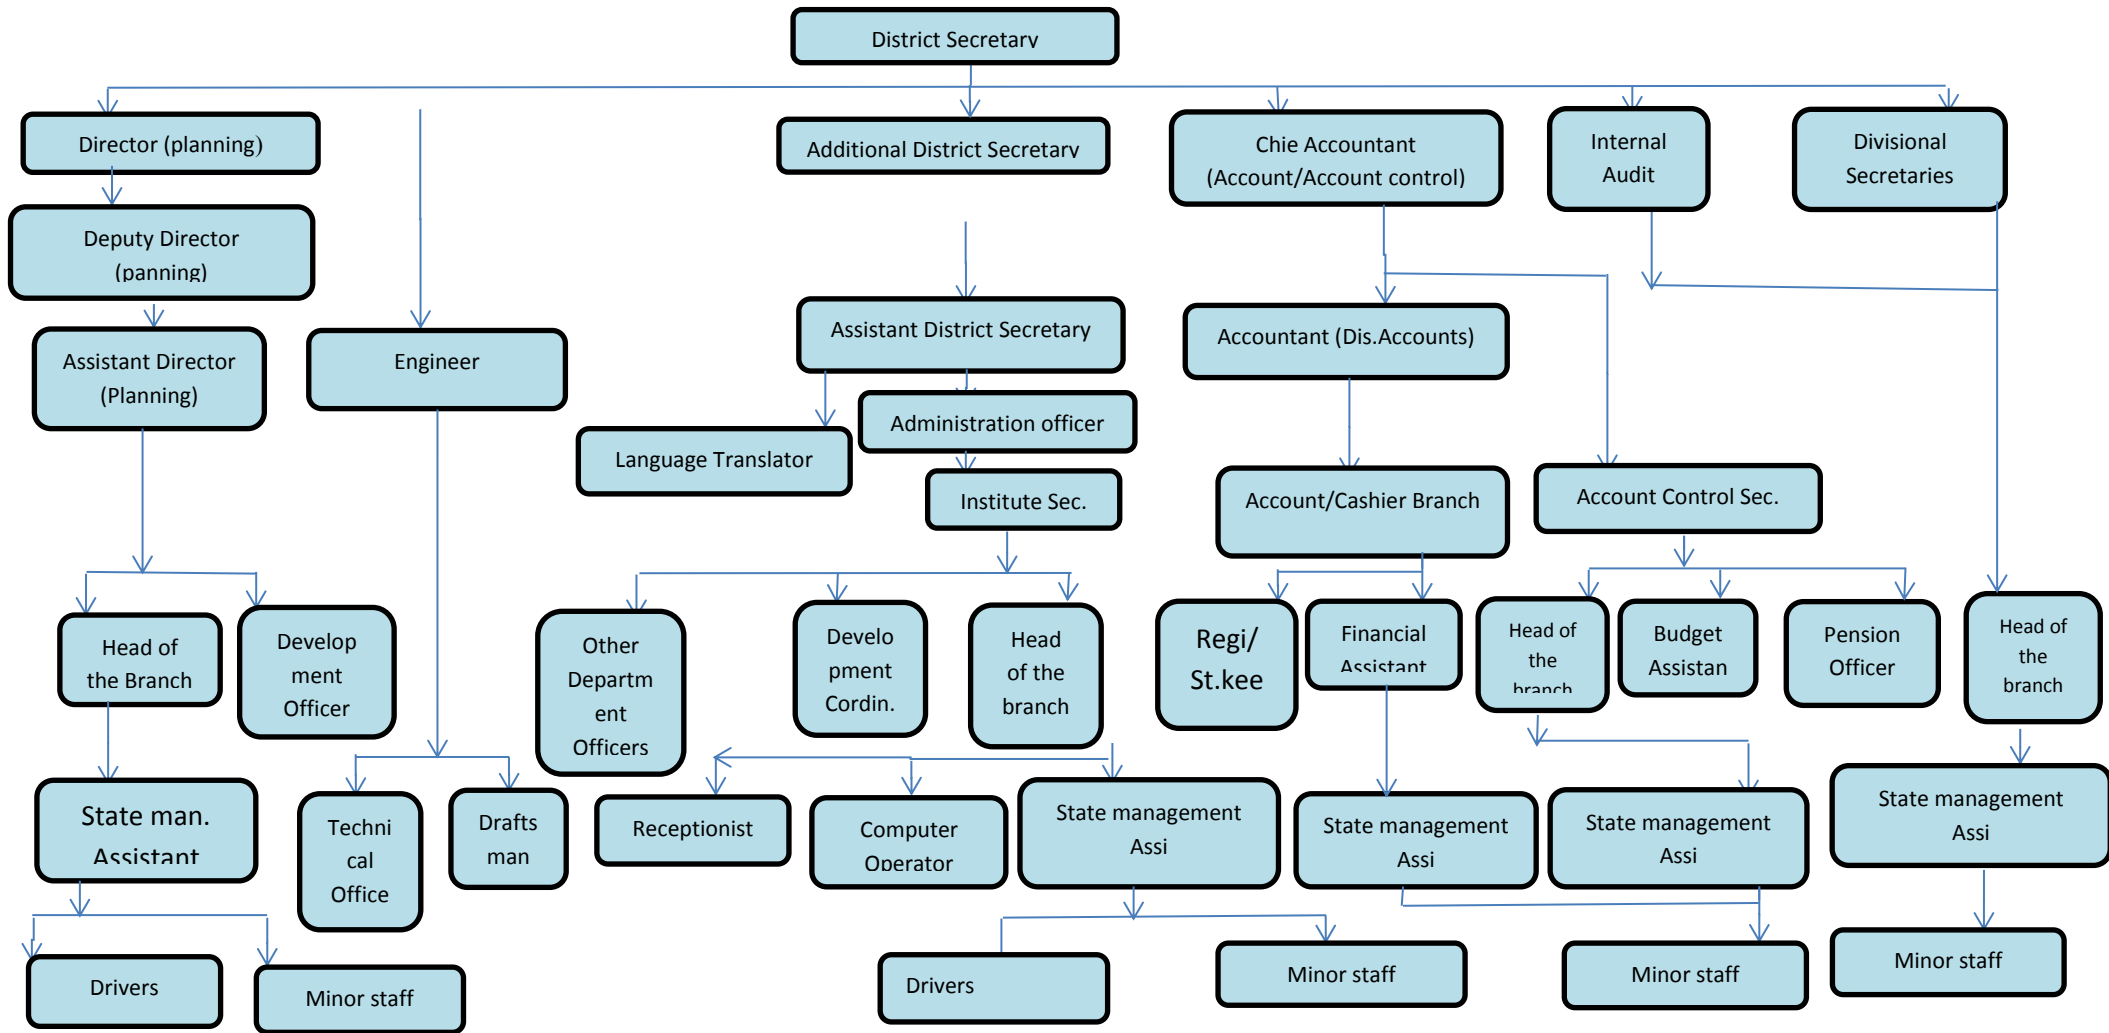 District Secretary
Director (planning)
Additional District Secretary
Chie Accountant
(Account/Account control)
Internal
Audit
Divisional
Secretaries
Deputy Director
(panning)
Assistant Director
(Planning)
Engineer
Assistant District Secretary
Accountant (Dis.Accounts)
Administration officer
Language Translator
Institute Sec.
Account/Cashier Branch
Account Control Sec.
Head of
the Branch
Develop
ment
Officer
Other
Departm
ent
Officers
Develo
pment
Cordin.
Head
of the
branch
Regi/
St.kee
Financial
Assistant
Head of
the
branch
Budget
Assistan
Pension
Officer
Head of
the
branch
State man.
Assistant
Techni
cal
Office
Drafts
man
Receptionist
Computer
Operator
State management
Assi
State management
Assi
State management
Assi
State management
Assi
Drivers
Minor staff
Drivers
Minor staff
Minor staff
Minor staff